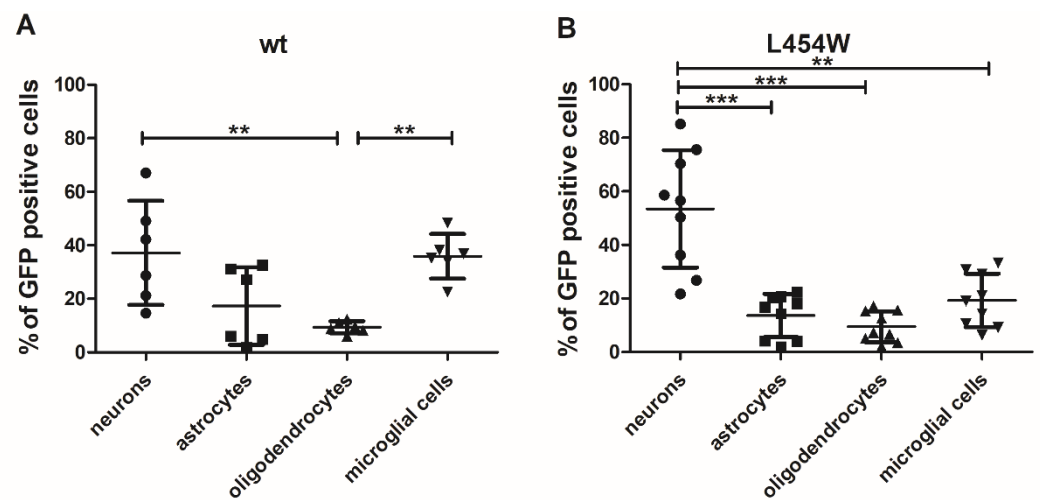 A
wt
% of GFP positive cells
100
80
60
40
20
0
**
**
neurons
astrocytes
oligodendrocytes
microglial cells
B
L454W
% of GFP positive cells
100
80
60
40
20
0
**
***
***
neurons
astrocytes
oligodendrocytes
microglial cells